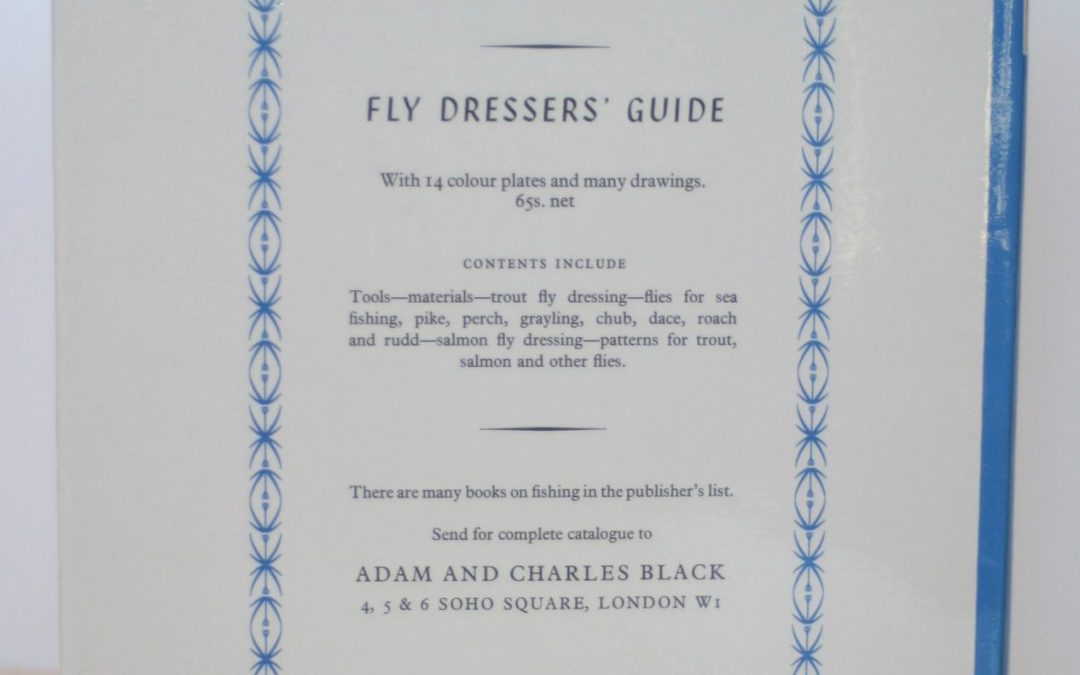 FLY DRESSERS' GUIDE
With 14 colour plates and many drawings.
65s. net
CONTENTS INCLUDE
Tools—materials—trout fly dressing—flies for sea
fishing, pike, perch, grayling, chub, dace, roach
and rudd—salmon fly dressing—patterns for trout,
salmon and other flies.
There are many books on fishing in the publisher's list.
Send for complete catalogue to
ADAM AND CHARLES BLACK
4, 5 & 6 SOHO SQUARE, LONDON W1